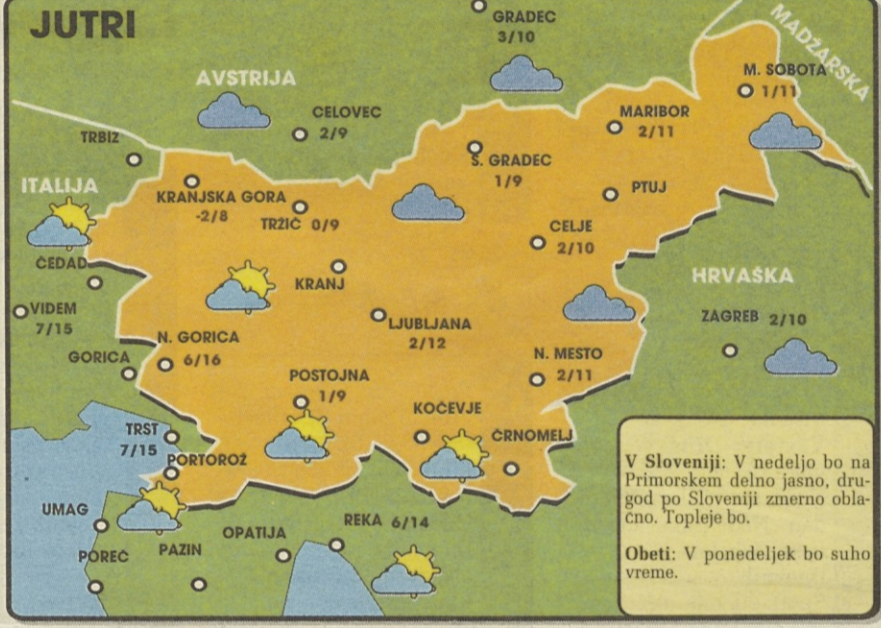 JUTRI
GRADEC
3/10
MADŽARSKA
AVSTRIJA
M. SOBOTA
1/11
CELOVEC
2/9
MARIBOR
2/11
TRBIZ
S. GRADEC
1/9
ITALIJA
KRANJSKA GORA
-2/8
TRŽIČ 0/9
PTUJ
CELJE
2/10
ČEDAD
KRANJ
HRVAŠKA
VIDEM
7/15
ZAGREB 2/10
LJUBLJANA
2/12
N. GORICA
6/16
GORICA
N. MESTO
2/11
POSTOJNA
1/9
KOČEVJE
TRST
7/15
ČRNOMELJ
PORTOROŽ
UMAG
OPATIJA
REKA 6/14
POREČ
PAZIN
V Sloveniji: V nedeljo bo na
Primorskem delno jasno, dru-
god po Sloveniji zmerno obla-
čno. Topleje bo.
Obeti: V ponedeljek bo suho
vreme.